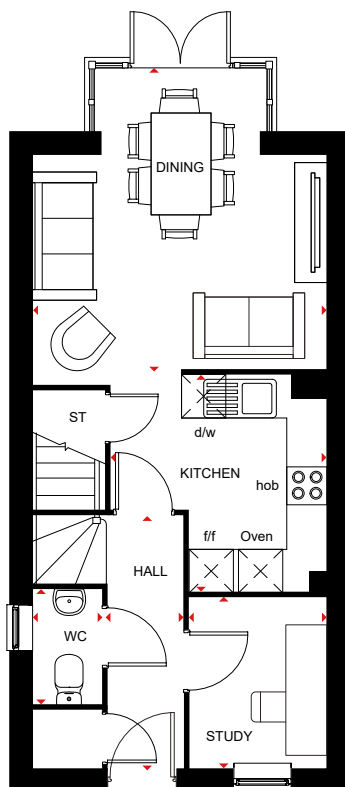 DINING
ST
d/w
KITCHEN
hob
f/f Oven
HALL
WC
STUDY